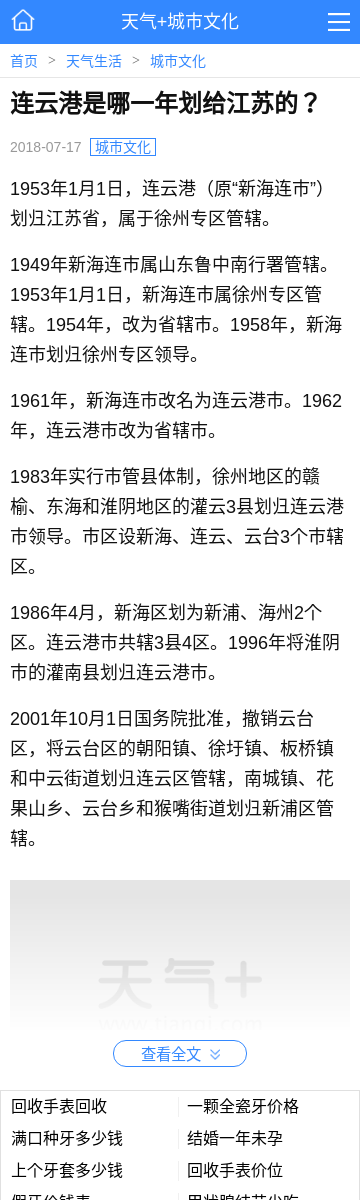 天气+城市文化
首页 > 天气生活 > 城市文化
连云港是哪一年划给江苏的？
2018-07-17 城市文化
1953年1月1日，连云港（原“新海连市”）
划归江苏省，属于徐州专区管辖。
1949年新海连市属山东鲁中南行署管辖。
1953年1月1日，新海连市属徐州专区管
辖。1954年，改为省辖市。1958年，新海
连市划归徐州专区领导。
1961年，新海连市改名为连云港市。1962
年，连云港市改为省辖市。
1983年实行市管县体制，徐州地区的赣
榆、东海和淮阴地区的灌云3县划归连云港
市领导。市区设新海、连云、云台3个市辖
区。
1986年4月，新海区划为新浦、海州2个
区。连云港市共辖3县4区。1996年将淮阴
市的灌南县划归连云港市。
2001年10月1日国务院批准，撤销云台
区，将云台区的朝阳镇、徐圩镇、板桥镇
和中云街道划归连云区管辖，南城镇、花
果山乡、云台乡和猴嘴街道划归新浦区管
辖。
天气+
www.tianqi.com
查看全文
回收手表回收 一颗全瓷牙价格
满口种牙多少钱 结婚一年未孕
上个牙套多少钱 回收手表价位